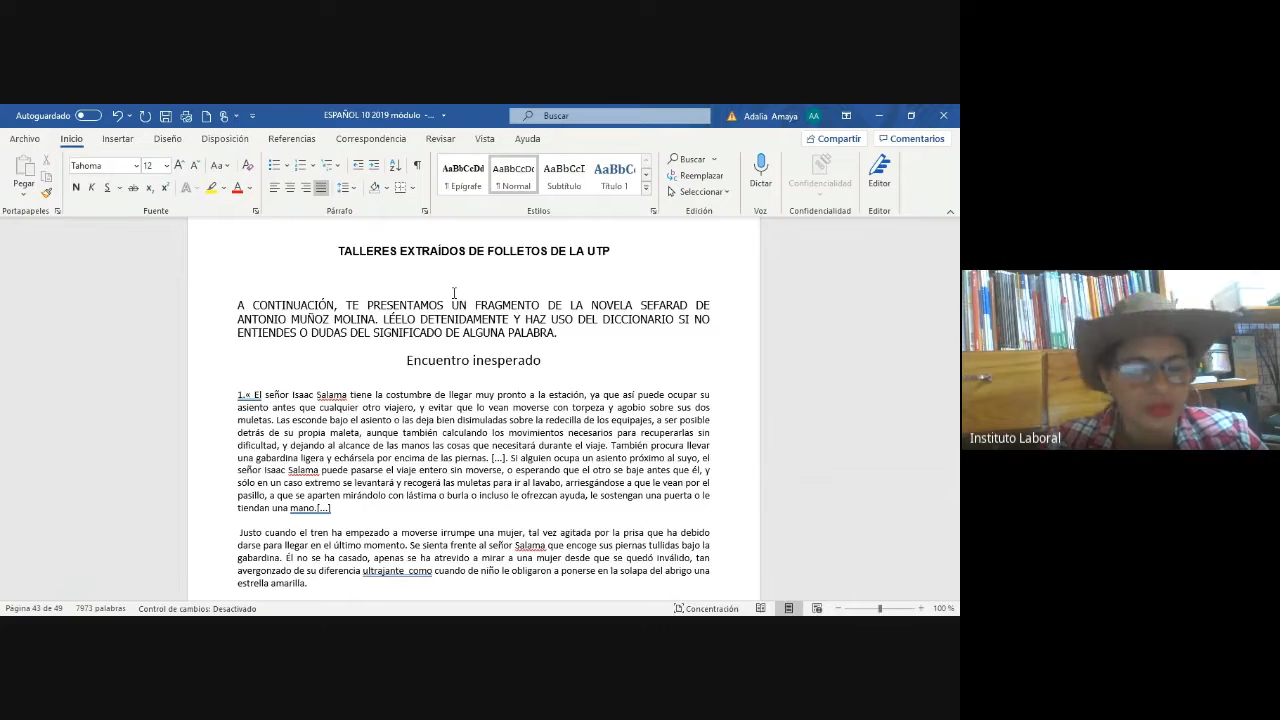 Autoguardado
ESPAÑOL 10 2019 módulo -...
Buscar
Adalia Amaya
AA
Archivo Inicio Insertar Diseño Disposición Referencias Correspondencia Revisar Vista Ayuda
Compartir Comentarios
Pegar
Tahoma 12 Aa
N K S ab x₂ x² A
AaBbCcDd AaBbCcDc AaBbCcI AaBbC
¶ Epígrafe ¶ Normal Subtítulo Título 1
Buscar
Reemplazar
Seleccionar
Dictar
Confidencialidad
Editor
Portapapeles Fuente Párrafo Estilos Edición Voz Confidencialidad Editor
TALLERES EXTRAÍDOS DE FOLLETOS DE LA UTP
A CONTINUACIÓN, TE PRESENTAMOS UN FRAGMENTO DE LA NOVELA SEFARAD DE
ANTONIO MUÑOZ MOLINA. LÉELO DETENIDAMENTE Y HAZ USO DEL DICCIONARIO SI NO
ENTIENDES O DUDAS DEL SIGNIFICADO DE ALGUNA PALABRA.
Encuentro inesperado
1.« El señor Isaac Salama tiene la costumbre de llegar muy pronto a la estación, ya que así puede ocupar su
asiento antes que cualquier otro viajero, y evitar que lo vean moverse con torpeza y agobio sobre sus dos
muletas. Las esconde bajo el asiento o las deja bien disimuladas sobre la redecilla de los equipajes, a ser posible
detrás de su propia maleta, aunque también calculando los movimientos necesarios para recuperarlas sin
dificultad, y dejando al alcance de las manos las cosas que necesitará durante el viaje. También procura llevar
una gabardina ligera y echársela por encima de las piernas. [...]. Si alguien ocupa un asiento próximo al suyo, el
señor Isaac Salama puede pasarse el viaje entero sin moverse, o esperando que el otro se baje antes que él, y
sólo en un caso extremo se levantará y recogerá las muletas para ir al lavabo, arriesgándose a que le vean por el
pasillo, a que se aparten mirándolo con lástima o burla o incluso le ofrezcan ayuda, le sostengan una puerta o le
tiendan una mano.[...]
Justo cuando el tren ha empezado a moverse irrumpe una mujer, tal vez agitada por la prisa que ha debido
darse para llegar en el último momento. Se sienta frente al señor Salama que encoge sus piernas tullidas bajo la
gabardina. Él no se ha casado, apenas se ha atrevido a mirar a una mujer desde que se quedó inválido, tan
avergonzado de su diferencia ultrajante como cuando de niño le obligaron a ponerse en la solapa del abrigo una
estrella amarilla.
Página 43 de 49 7973 palabras Control de cambios: Desactivado
Concentración
100 %
Instituto Laboral